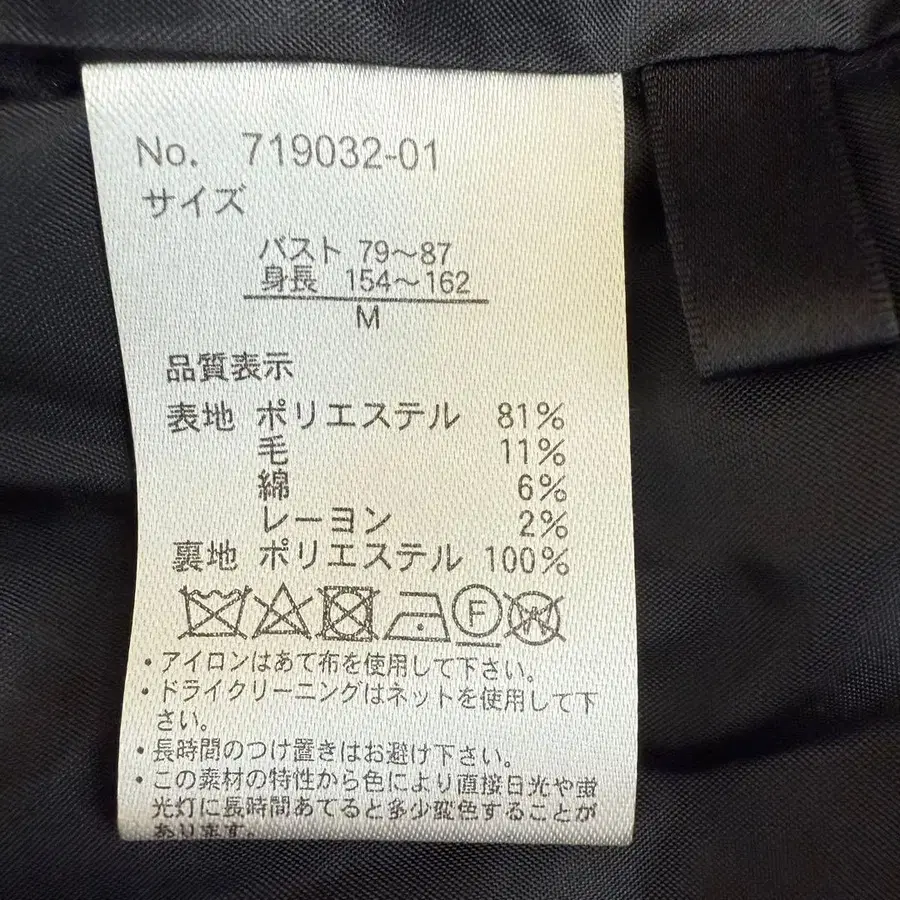 No. 719032-01
サイズ
バスト 79～87
身長 154～162
M
品質表示
表地 ポリエステル 81%
毛 11%
綿 6%
レーヨン 2%
裏地 ポリエステル 100%
F
W
・アイロンはあて布を使用して下さい。
・ドライクリーニングはネットを使用して下
さい。
・長時間のつけ置きはお避け下さい。
・この素材の特性から色により直接日光や蛍
光灯に長時間あてると多少変色することが
あります。